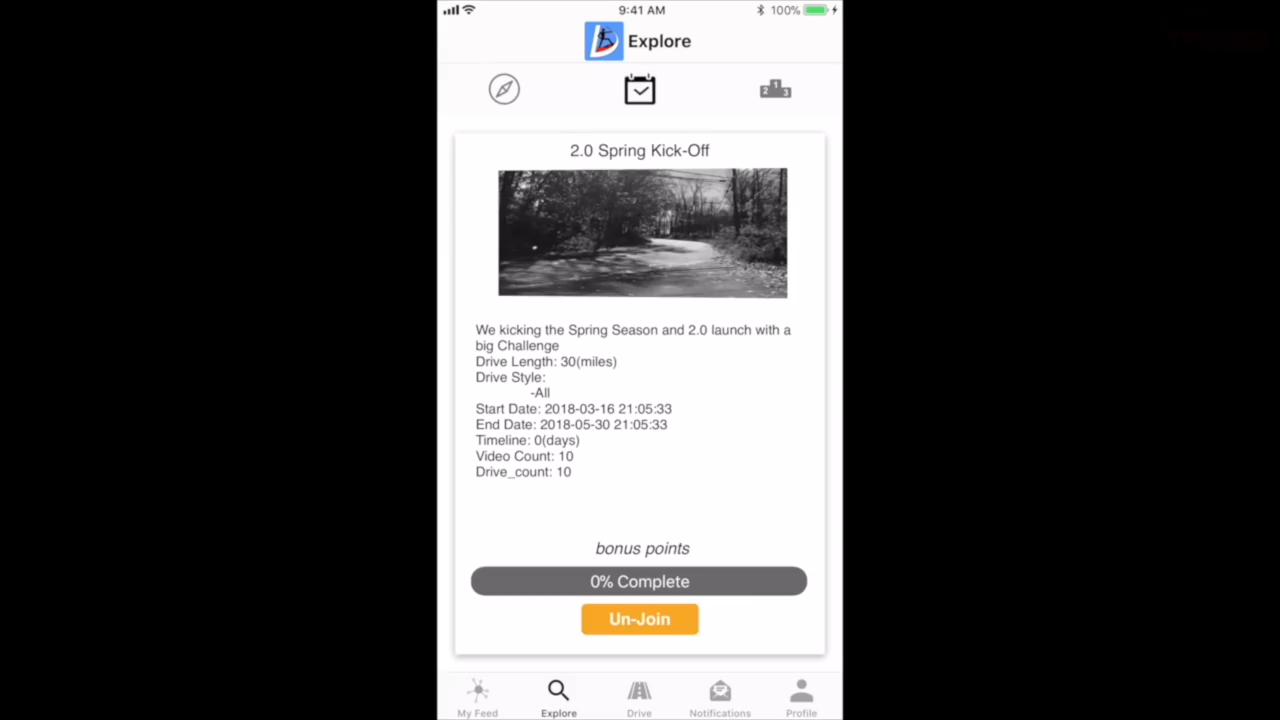 9:41 AM
100%
Explore
2 1 3
2.0 Spring Kick-Off
We kicking the Spring Season and 2.0 launch with a
big Challenge
Drive Length: 30(miles)
Drive Style:
-All
Start Date: 2018-03-16 21:05:33
End Date: 2018-05-30 21:05:33
Timeline: 0(days)
Video Count: 10
Drive_count: 10
bonus points
0% Complete
Un-Join
My Feed Explore Drive Notifications Profile